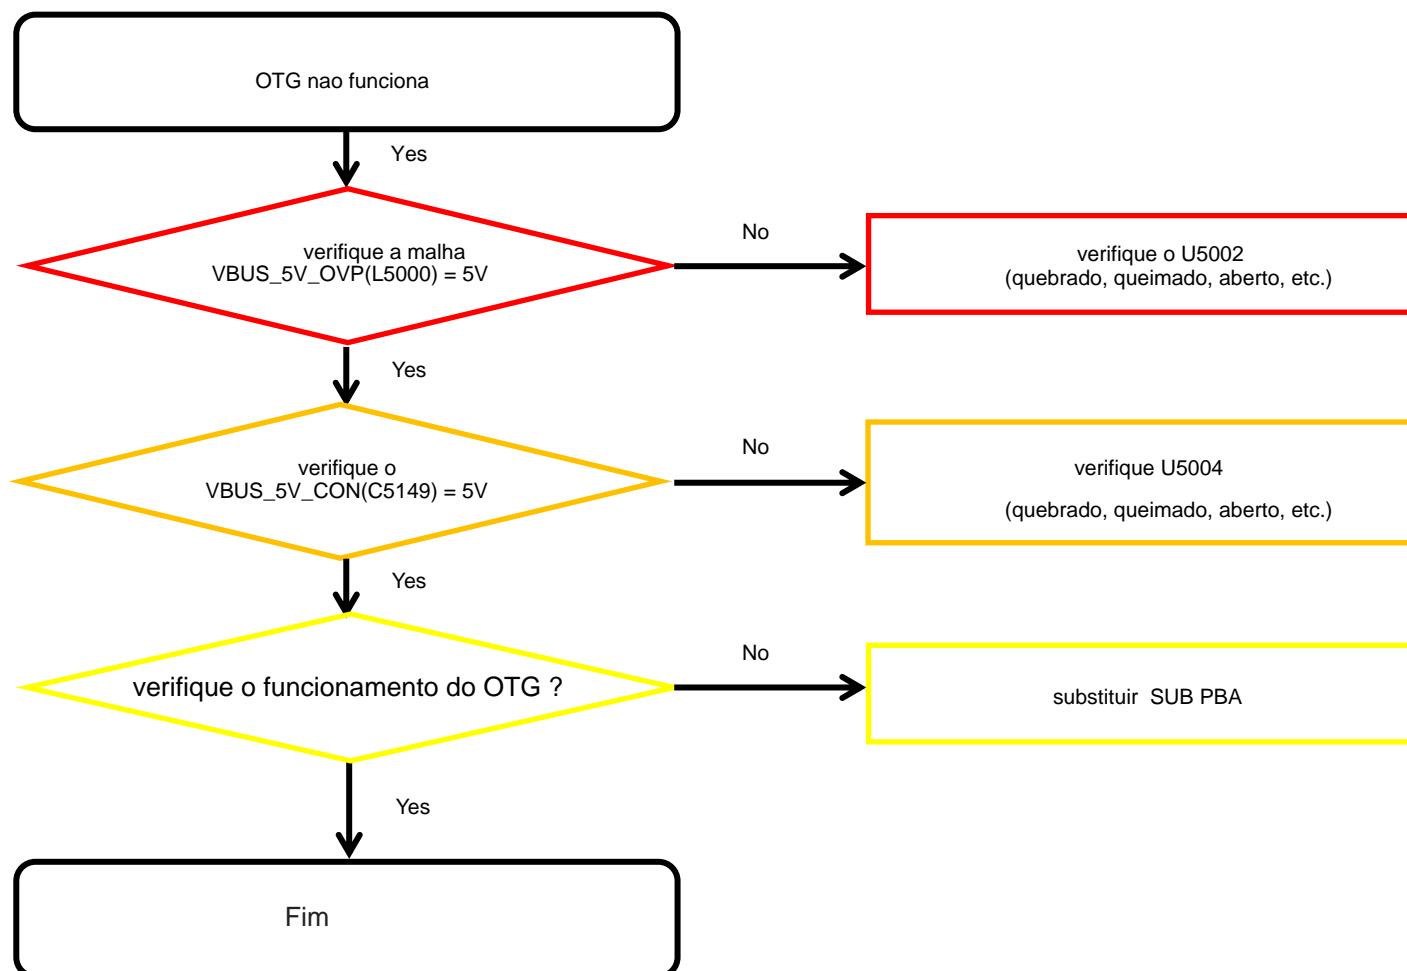 OTG nao funciona
Yes
verifique a malha
VBUS_5V_OVP(L5000) = 5V
No
verifique o U5002
(quebrado, queimado, aberto, etc.)
Yes
verifique o
VBUS_5V_CON(C5149) = 5V
No
verifique U5004
(quebrado, queimado, aberto, etc.)
Yes
verifique o funcionamento do OTG ?
No
substituir  SUB PBA
Yes
Fim